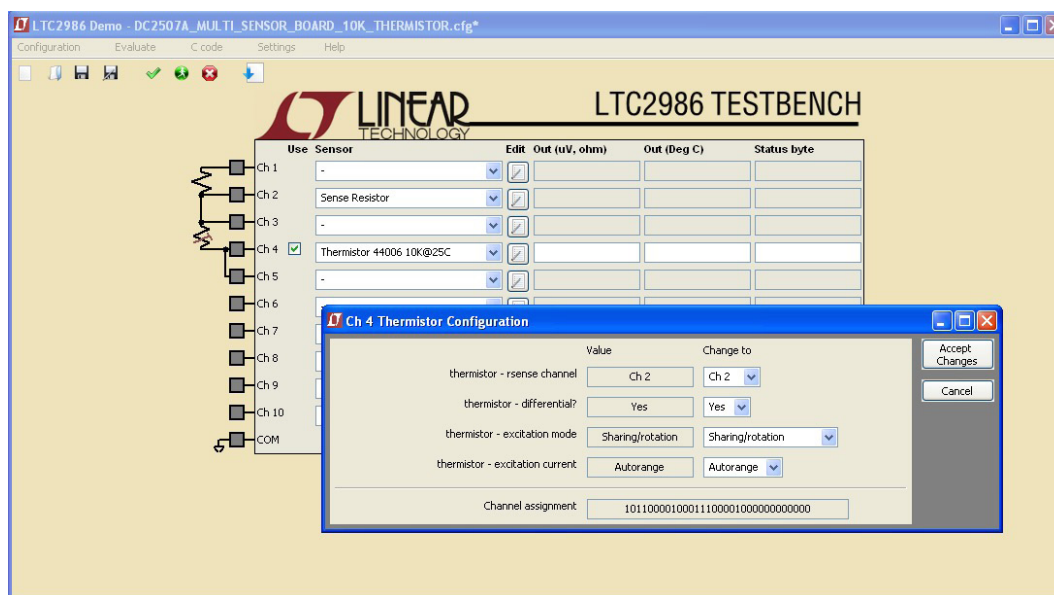 LTC2986 Demo - DC2507A_MULTI_SENSOR_BOARD_10K_THERMISTOR.cfg*
Configuration Evaluate C code Settings Help
LINEAR TECHNOLOGY
LTC2986 TESTBENCH
Use Sensor Edit Out (uV, ohm) Out (Deg C) Status byte
Ch 1 -
Ch 2 Sense Resistor
Ch 3 -
Ch 4 Thermistor 44006 10K@25C
Ch 5 -
Ch 6
Ch 7
Ch 8
Ch 9
Ch 10
COM
Ch 4 Thermistor Configuration
Value Change to
thermistor - rsense channel Ch 2 Ch 2
thermistor - differential? Yes Yes
thermistor - excitation mode Sharing/rotation Sharing/rotation
thermistor - excitation current Autorange Autorange
Channel assignment 10110000100011100001000000000000
Accept Changes
Cancel